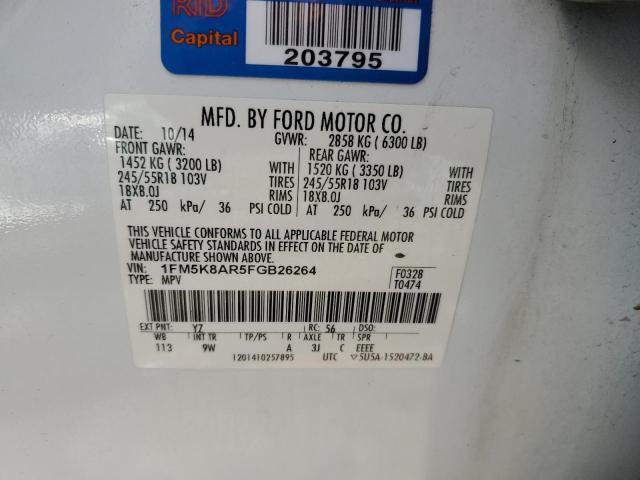 RTD
Capital
203795
MFD. BY FORD MOTOR CO.
DATE: 10/14 GVWR: 2858 KG ( 6300 LB)
FRONT GAWR: REAR GAWR:
1452 KG ( 3200 LB) WITH 1520 KG ( 3350 LB) WITH
245/55R18 103V TIRES 245/55R18 103V TIRES
18X8.0J RIMS 18X8.0J RIMS
AT 250 kPa/ 36 PSI COLD AT 250 kPa/ 36 PSI COLD
THIS VEHICLE CONFORMS TO ALL APPLICABLE FEDERAL MOTOR
VEHICLE SAFETY STANDARDS IN EFFECT ON THE DATE OF
MANUFACTURE SHOWN ABOVE.
VIN: 1FM5K8AR5FGB26264 F0328
TYPE: MPV T0474
EXT PNT: YZ RC: 56 DSO:
WB INT TR TP/PS R AXLE TR SPR
113 9W A 3J C EEEE
1201410257895 UTC ▽5U5A-1520472-BA